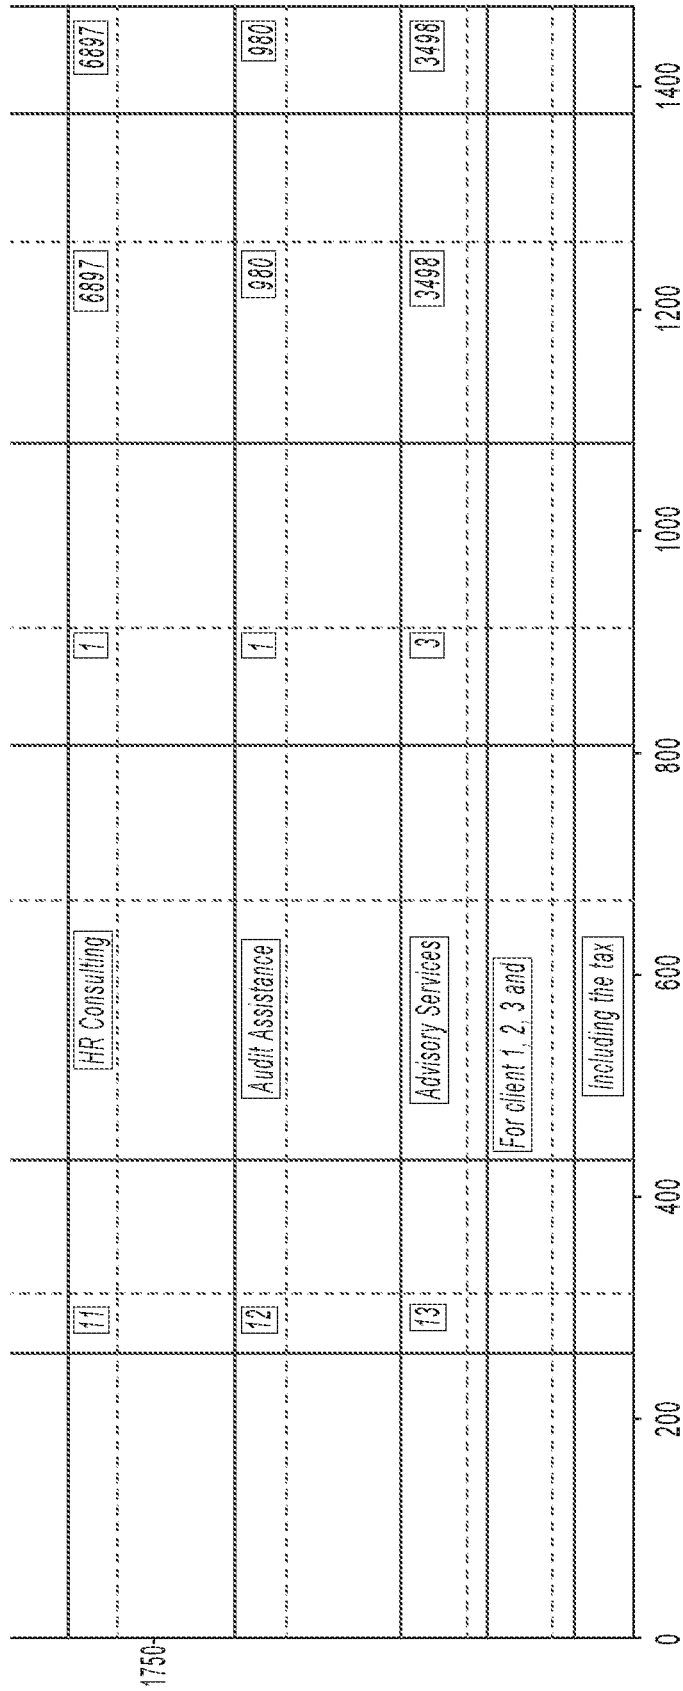 11 HR Consulting 1 6897 6897
1750
12 Audit Assistance 1 980 980
13 Advisory Services 3 3498 3498
For client 1, 2, 3 and
including the tax
0 200 400 600 800 1000 1200 1400